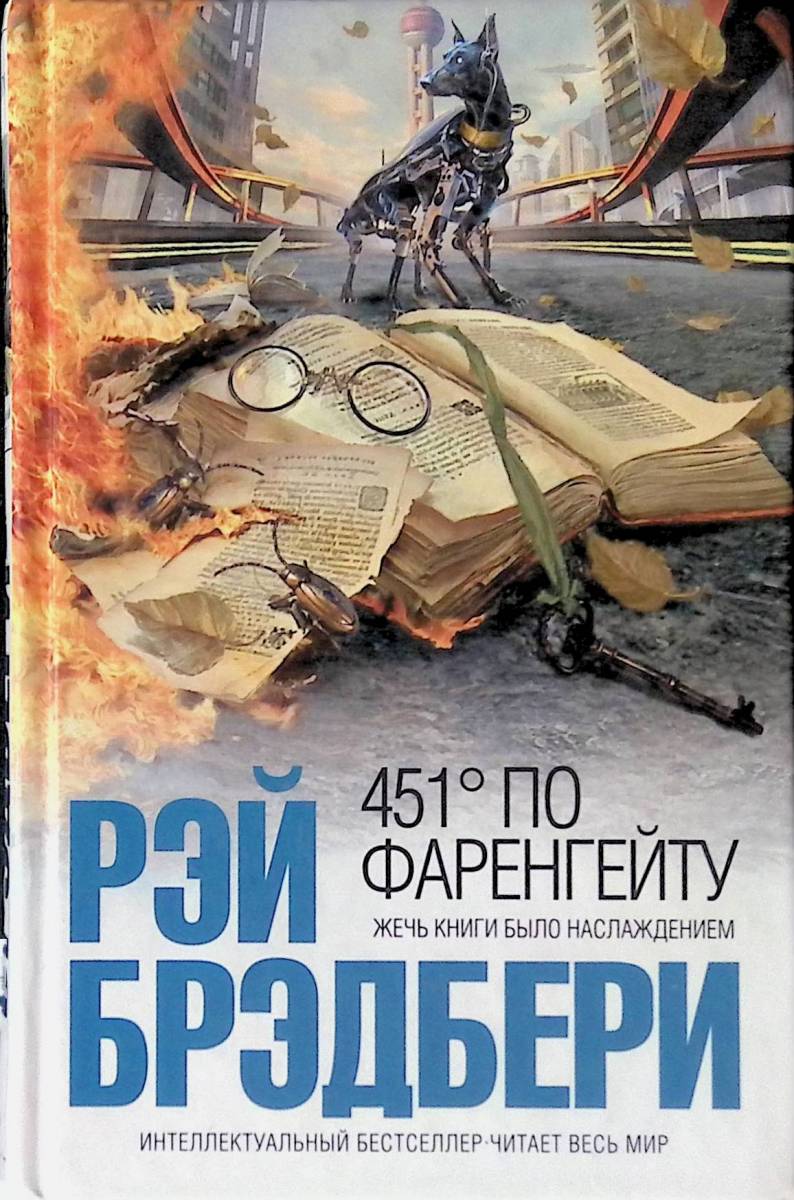 451° ПО
ФАРЕНГЕЙТУ
ЖЕЧЬ КНИГИ БЫЛО НАСЛАЖДЕНИЕМ
РЭЙ
БРЭДБЕРИ
ИНТЕЛЛЕКТУАЛЬНЫЙ БЕСТСЕЛЛЕР·ЧИТАЕТ ВЕСЬ МИР